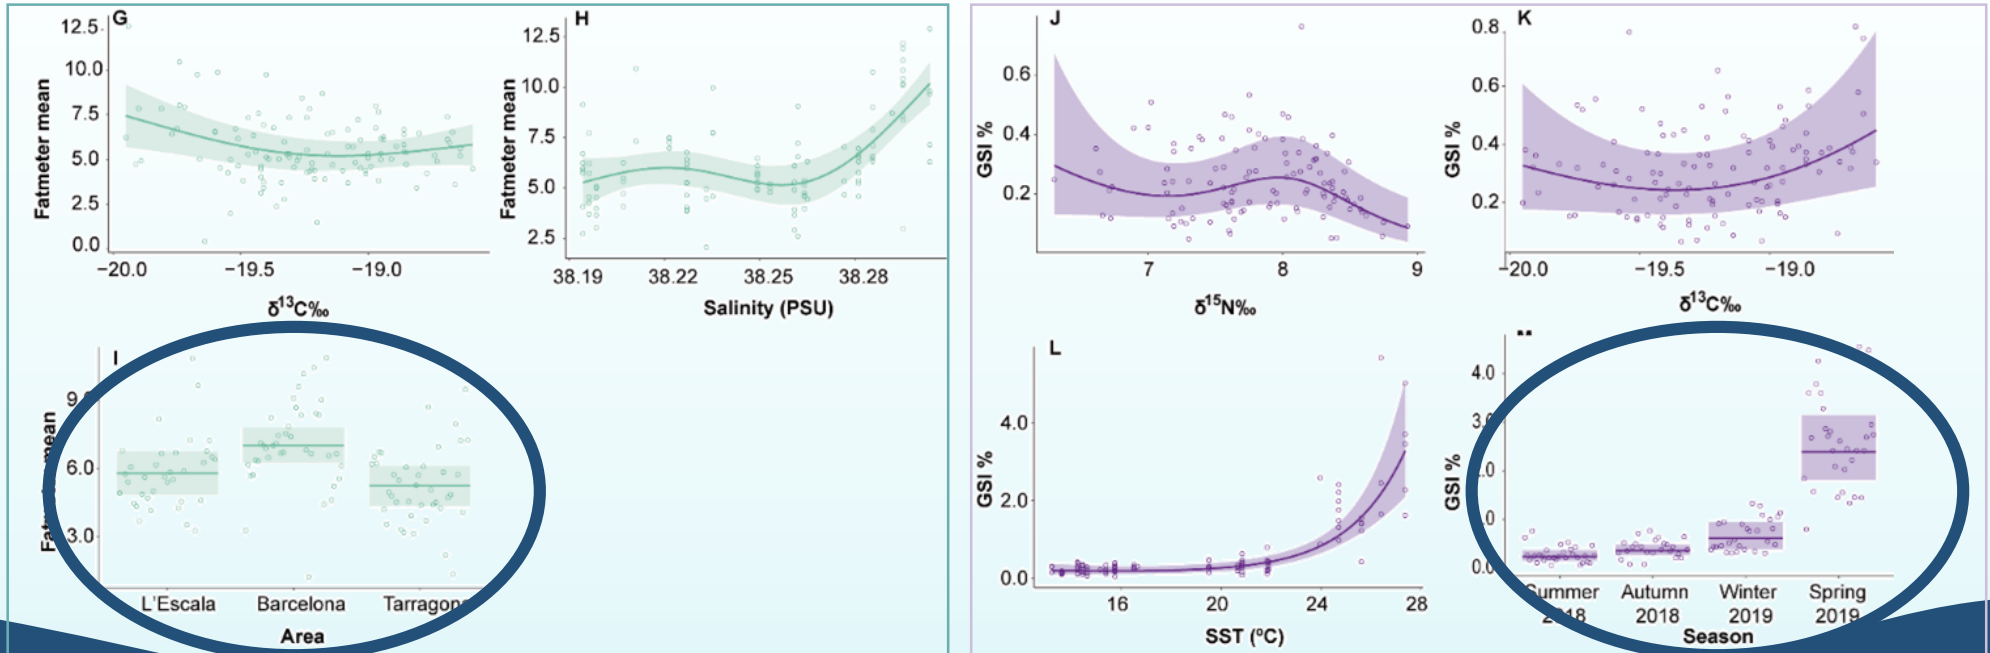 G
12.5
10.0
7.5
5.0
2.5
0.0
Fatmeter mean
−20.0 −19.5 −19.0
δ¹³C‰
H
12.5
10.0
7.5
5.0
2.5
Fatmeter mean
38.19 38.22 38.25 38.28
Salinity (PSU)
I
6.0
3.0
mean
L'Escala Barcelona
Area
J
0.6
0.4
0.2
GSI %
7 8 9
δ¹⁵N‰
K
0.8
0.6
0.4
0.2
GSI %
−20.0 −19.5 −19.0
δ¹³C‰
L
4.0
2.0
0.0
GSI %
16 20 24 28
SST (ºC)
4.0
GSI %
Autumn Winter Spring
2018 2019 2019
Season